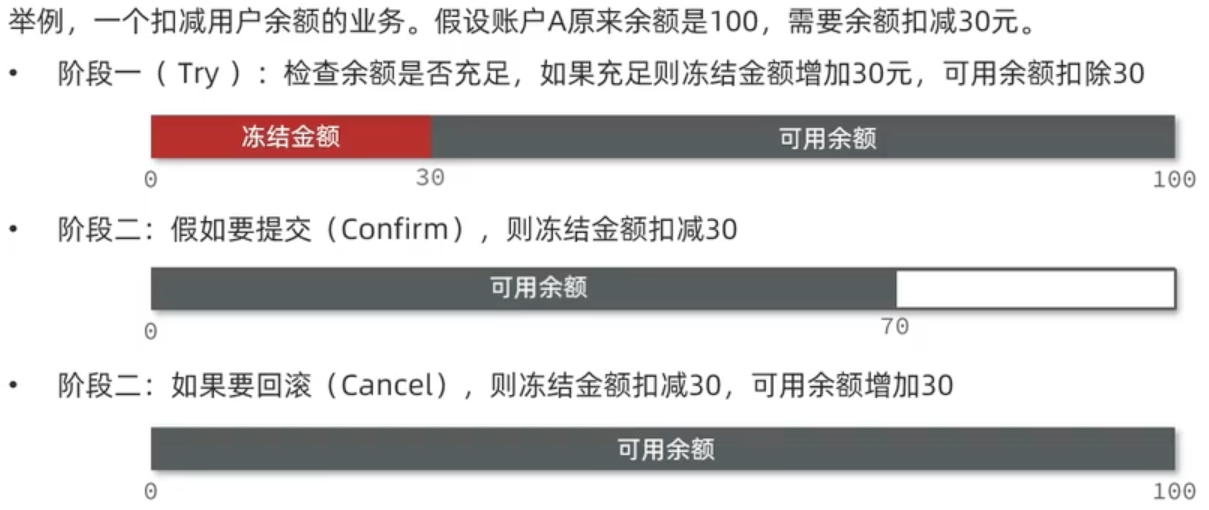 举例，一个扣减用户余额的业务。假设账户A原来余额是100，需要余额扣减30元。
• 阶段一（ Try ）：检查余额是否充足，如果充足则冻结金额增加30元，可用余额扣除30
冻结金额 可用余额
0 30 100
• 阶段二：假如要提交（Confirm），则冻结金额扣减30
可用余额
0 70
• 阶段二：如果要回滚（Cancel），则冻结金额扣减30，可用余额增加30
可用余额
0 100